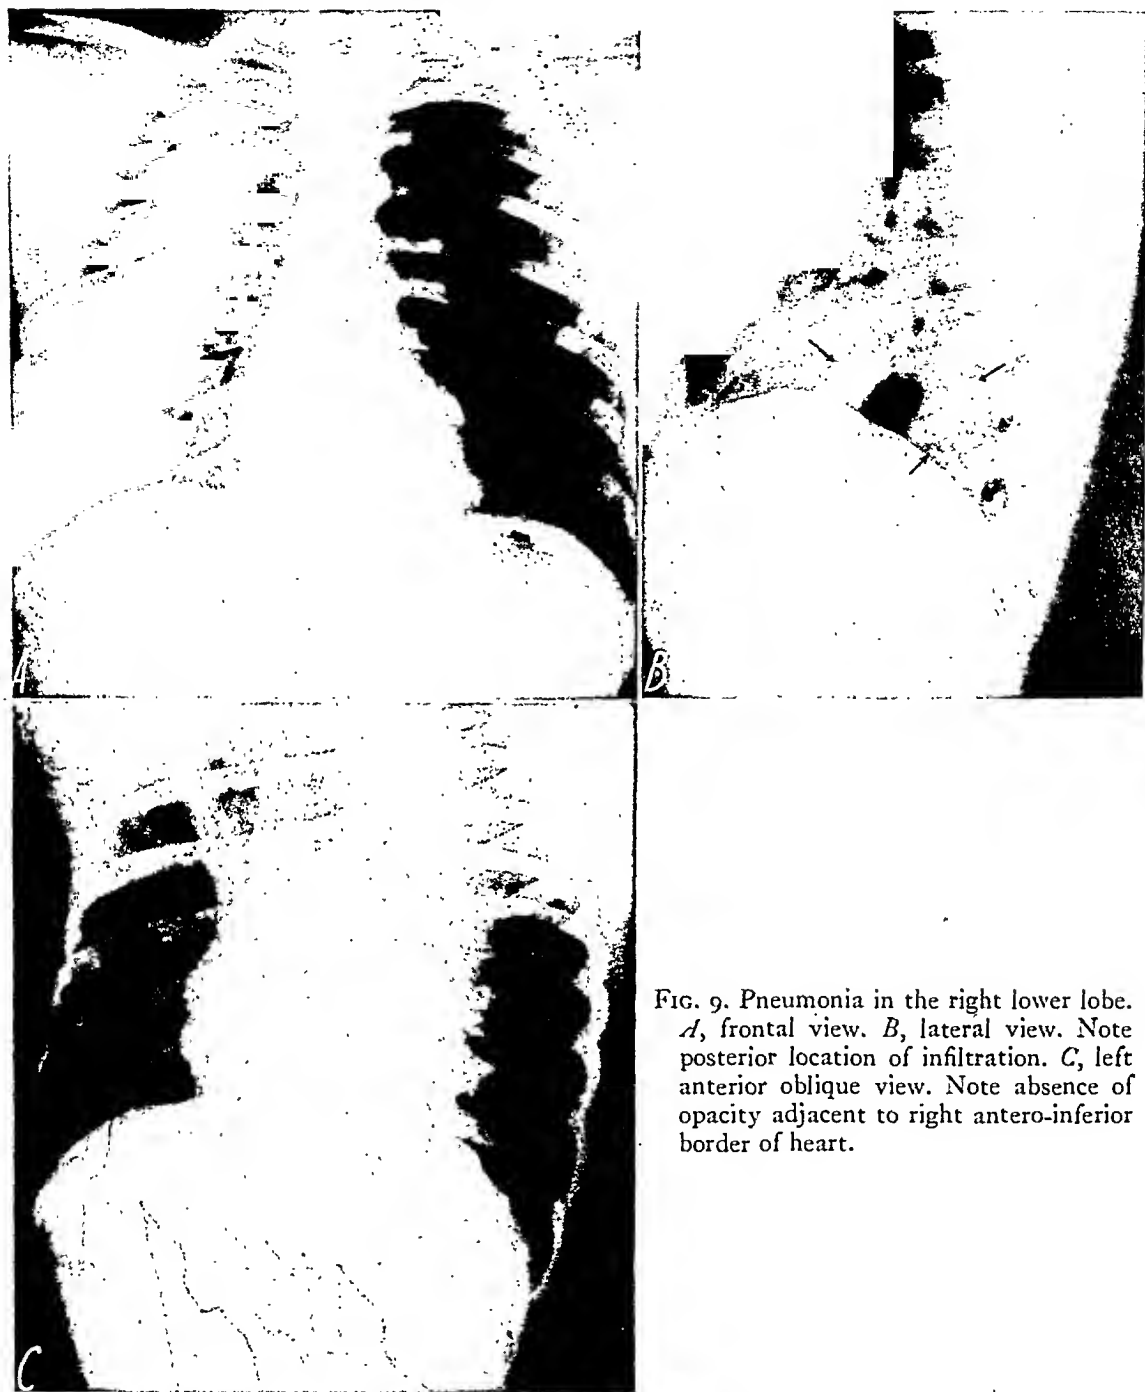 A
B
C
FIG. 9. Pneumonia in the right lower lobe.
A, frontal view. B, lateral view. Note
posterior location of infiltration. C, left
anterior oblique view. Note absence of
opacity adjacent to right antero-inferior
border of heart.